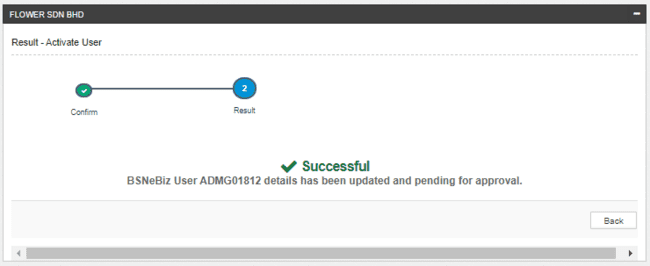 FLOWER SDN BHD
Result - Activate User
2
Confirm
Result
Successful
BSNeBiz User ADMG01812 details has been updated and pending for approval.
Back